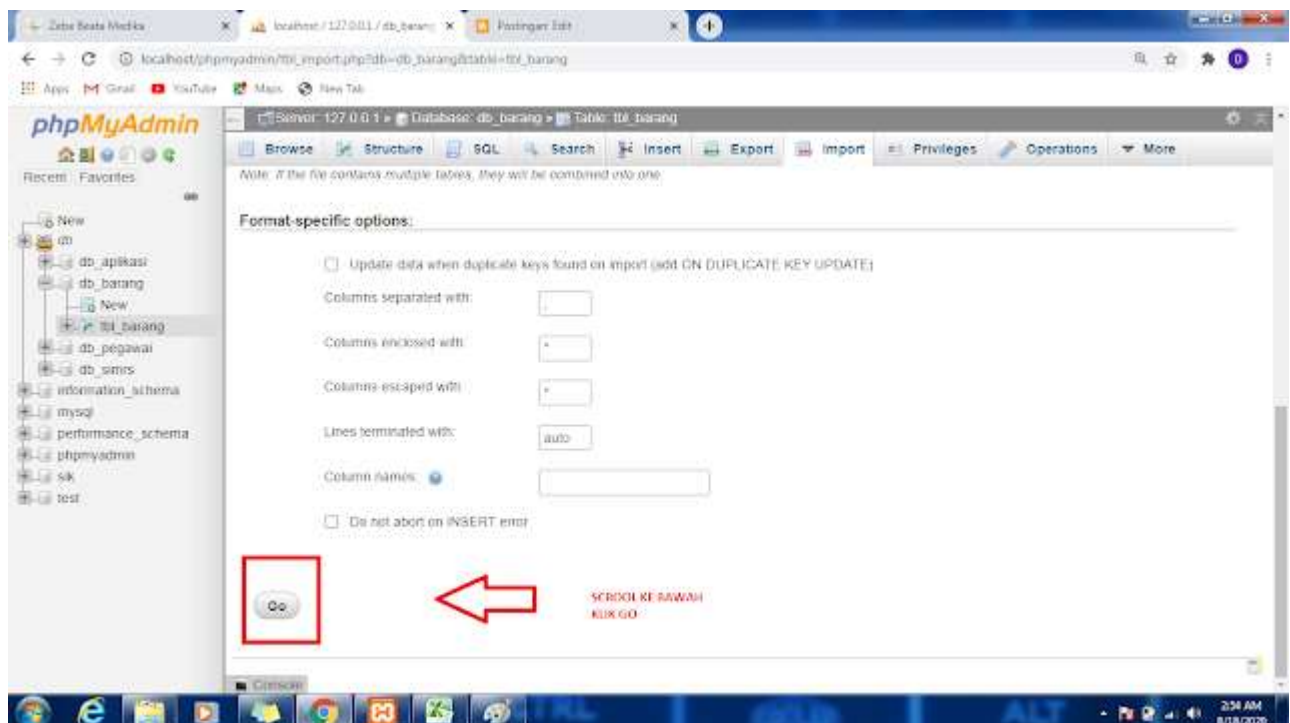 Zeba Beata Medika
localhost / 127.0.0.1 / db_barang
Postingan: Edit
localhost/phpmyadmin/tbl_import.php?db=db_barang&table=tbl_barang
D
Apps
Gmail
YouTube
Maps
New Tab
phpMyAdmin
Recent Favorites
New
db
db_aplikasi
db_barang
New
tbl_barang
db_pegawai
db_simrs
information_schema
mysql
performance_schema
phpmyadmin
sik
test
Server: 127.0.0.1 » Database: db_barang » Table: tbl_barang
Browse Structure SQL Search Insert Export Import Privileges Operations More
Note: If the file contains multiple tables, they will be combined into one.
Format-specific options:
Update data when duplicate keys found on import (add ON DUPLICATE KEY UPDATE)
Columns separated with:
Columns enclosed with:
Columns escaped with:
Lines terminated with: auto
Column names:
Do not abort on INSERT error
Go
SCROOL KE BAWAH
KLIK GO
Console
2:34 AM
8/18/2020